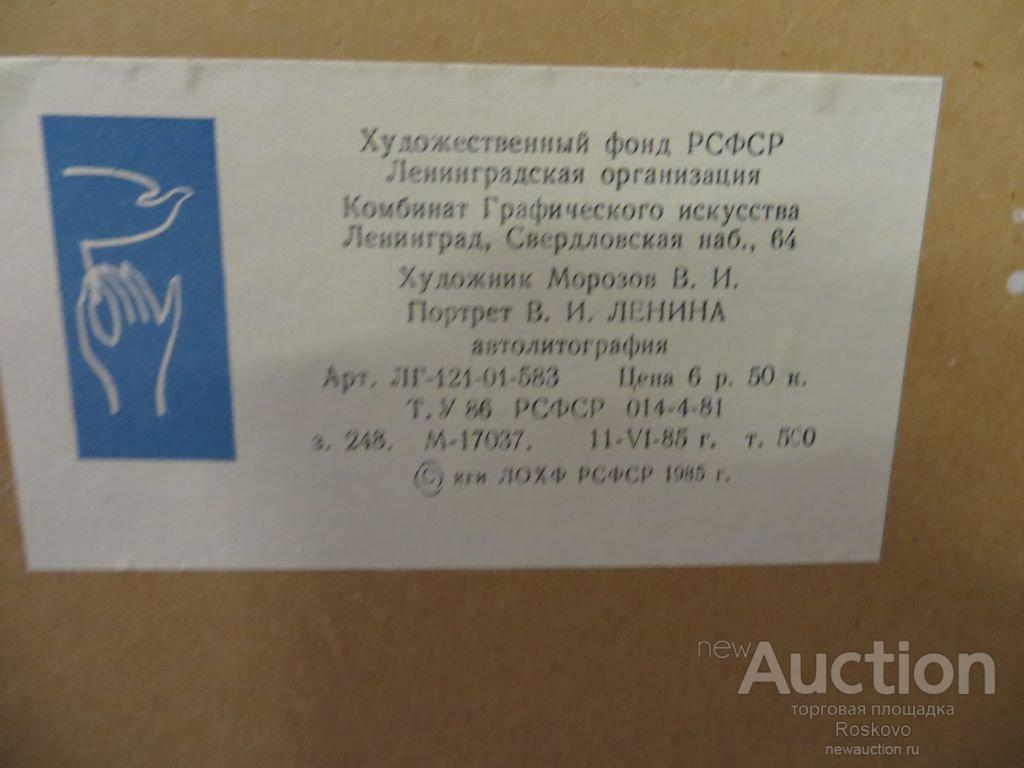 Художественный фонд РСФСР
Ленинградская организация
Комбинат Графического искусства
Ленинград, Свердловская наб., 64
Художник Морозов В. И.
Портрет В. И. ЛЕНИНА
автолитография
Арт. ЛГ-121-01-583 Цена 6 р. 50 к.
Т.У 86 РСФСР 014-4-81
з. 248. М-17037. 11-VI-85 г. т. 500
© кги ЛОХФ РСФСР 1985 г.
newAuction
торговая площадка
Roskovo
newauction.ru